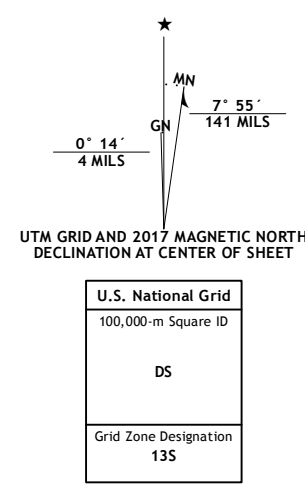 ★
MN
GN
7° 55´
141 MILS
0° 14´
4 MILS
UTM GRID AND 2017 MAGNETIC NORTH
DECLINATION AT CENTER OF SHEET
U.S. National Grid
100,000-m Square ID
DS
Grid Zone Designation
13S